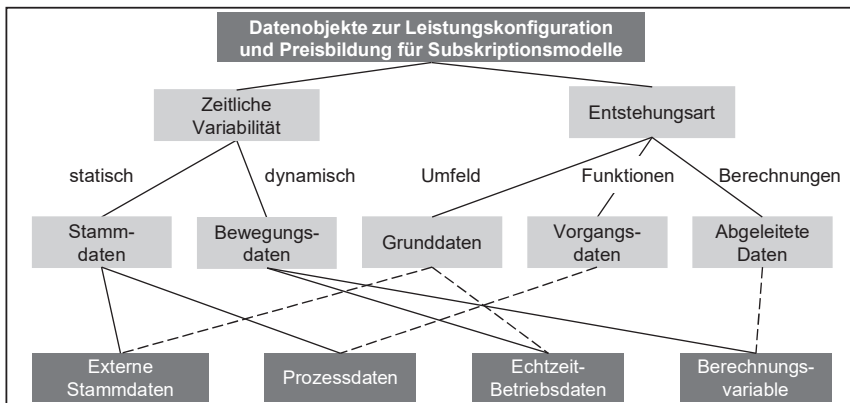 Datenobjekte zur Leistungskonfiguration
und Preisbildung für Subskriptionsmodelle
Zeitliche
Variabilität
Entstehungsart
statisch
dynamisch
Umfeld
Funktionen
Berechnungen
Stamm-
daten
Bewegungs-
daten
Grunddaten
Vorgangs-
daten
Abgeleitete
Daten
Externe
Stammdaten
Prozessdaten
Echtzeit-
Betriebsdaten
Berechnungs-
variable